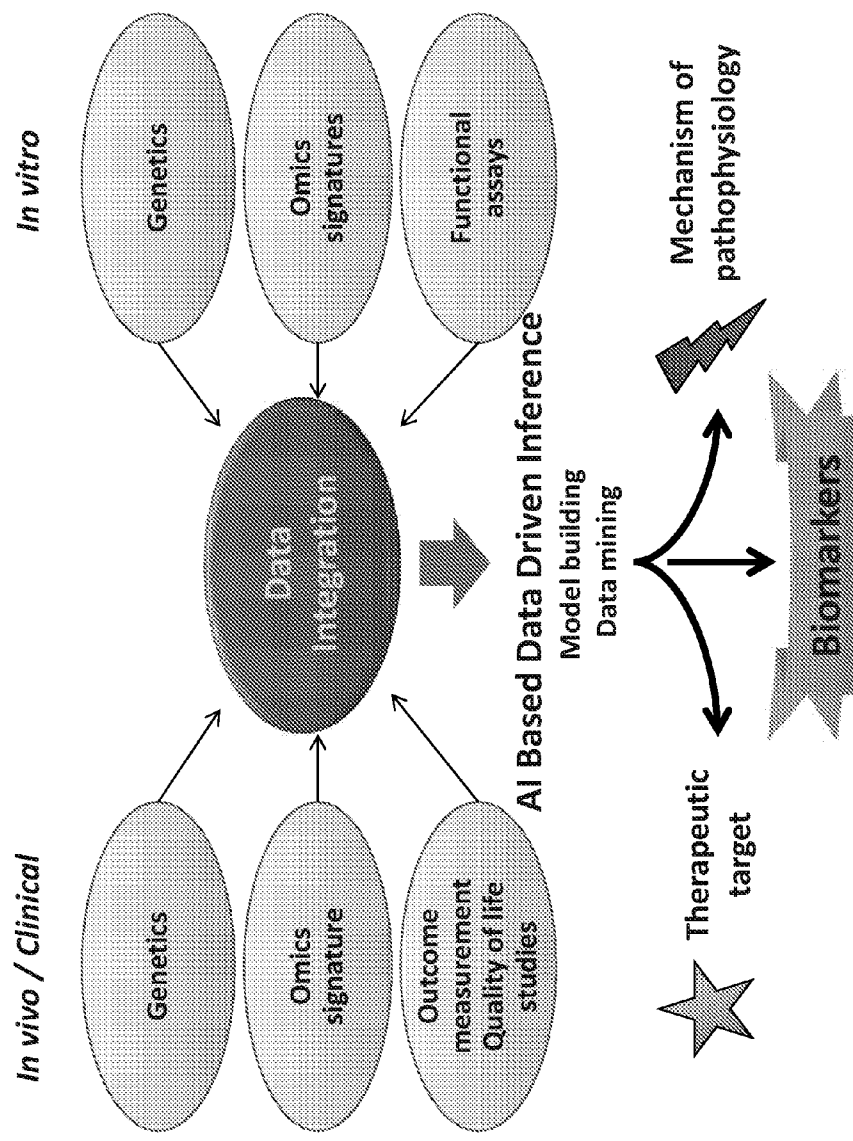 In vivo / Clinical
In vitro
Genetics
Omics
signature
Outcome
measurement
Quality of life
studies
Data
Integration
Genetics
Omics
signatures
Functional
assays
AI Based Data Driven Inference
Model building
Data mining
Therapeutic
target
Biomarkers
Mechanism of
pathophysiology